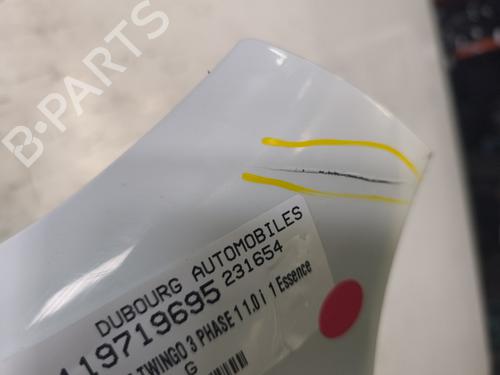 B-PARTS
DUBOURG AUTOMOBILES
231654
119719695
TWINGO 3 PHASE 1 1.0 i 1 Essence
G